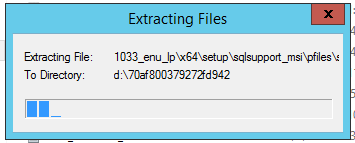 Extracting Files
x
Extracting File: 1033_enu_lp\x64\setup\sqlsupport_msi\pfiles\s
To Directory: d:\70af800379272fd942